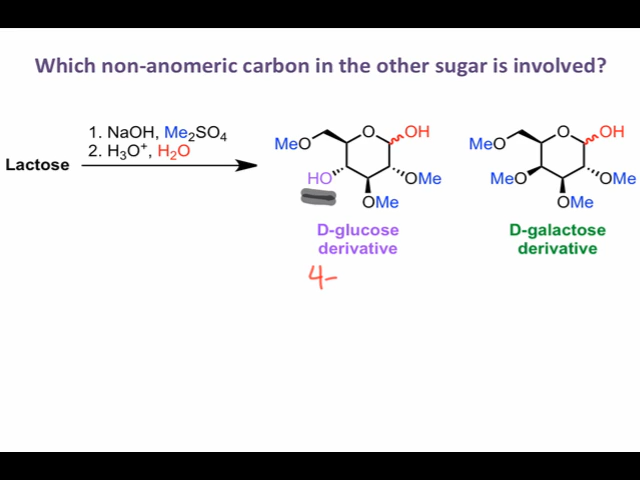 Which non-anomeric carbon in the other sugar is involved?
1. NaOH, Me2SO4
2. H3O+, H2O
Lactose
MeO
O
OH
HO
OMe
OMe
D-glucose
derivative
MeO
O
OH
MeO
OMe
OMe
D-galactose
derivative
4-